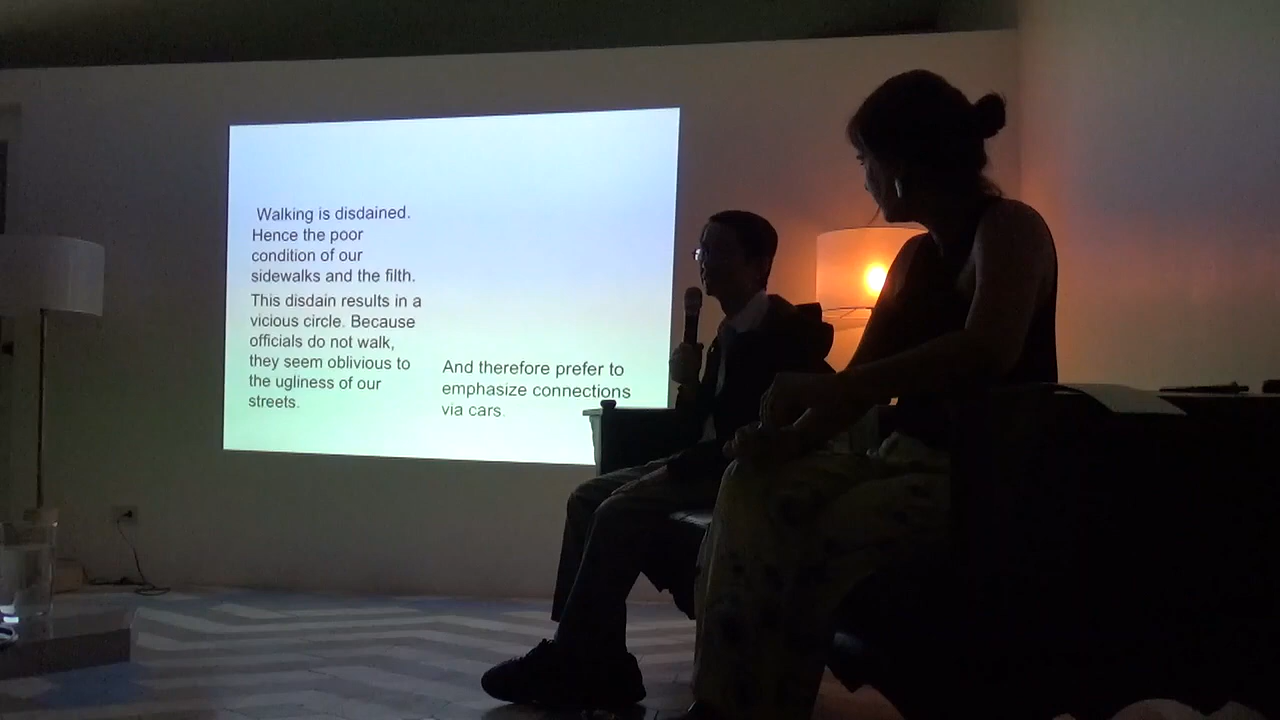 Walking is disdained.
Hence the poor
condition of our
sidewalks and the filth.
This disdain results in a
vicious circle. Because
officials do not walk,
they seem oblivious to
the ugliness of our
streets.
And therefore prefer to
emphasize connections
via cars.